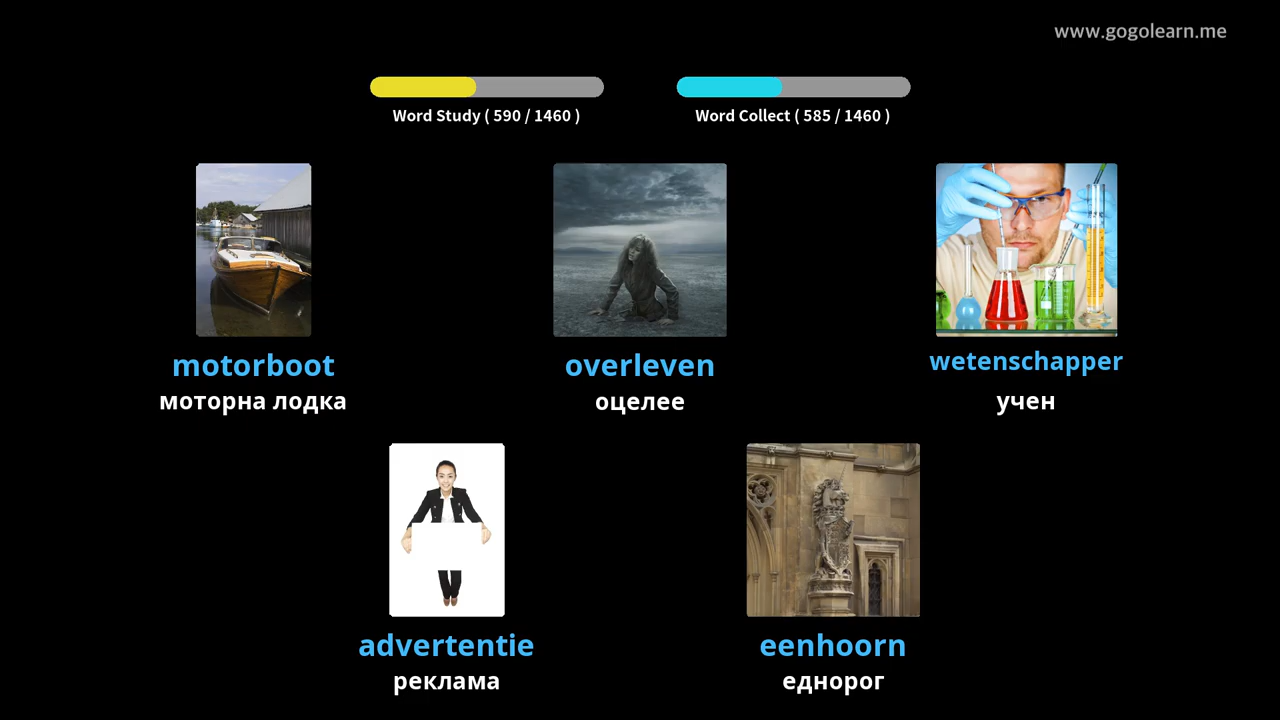 www.gogolearn.me
Word Study ( 590 / 1460 )
Word Collect ( 585 / 1460 )
motorboot
моторна лодка
overleven
оцелее
wetenschapper
учен
advertentie
реклама
eenhoorn
еднорог